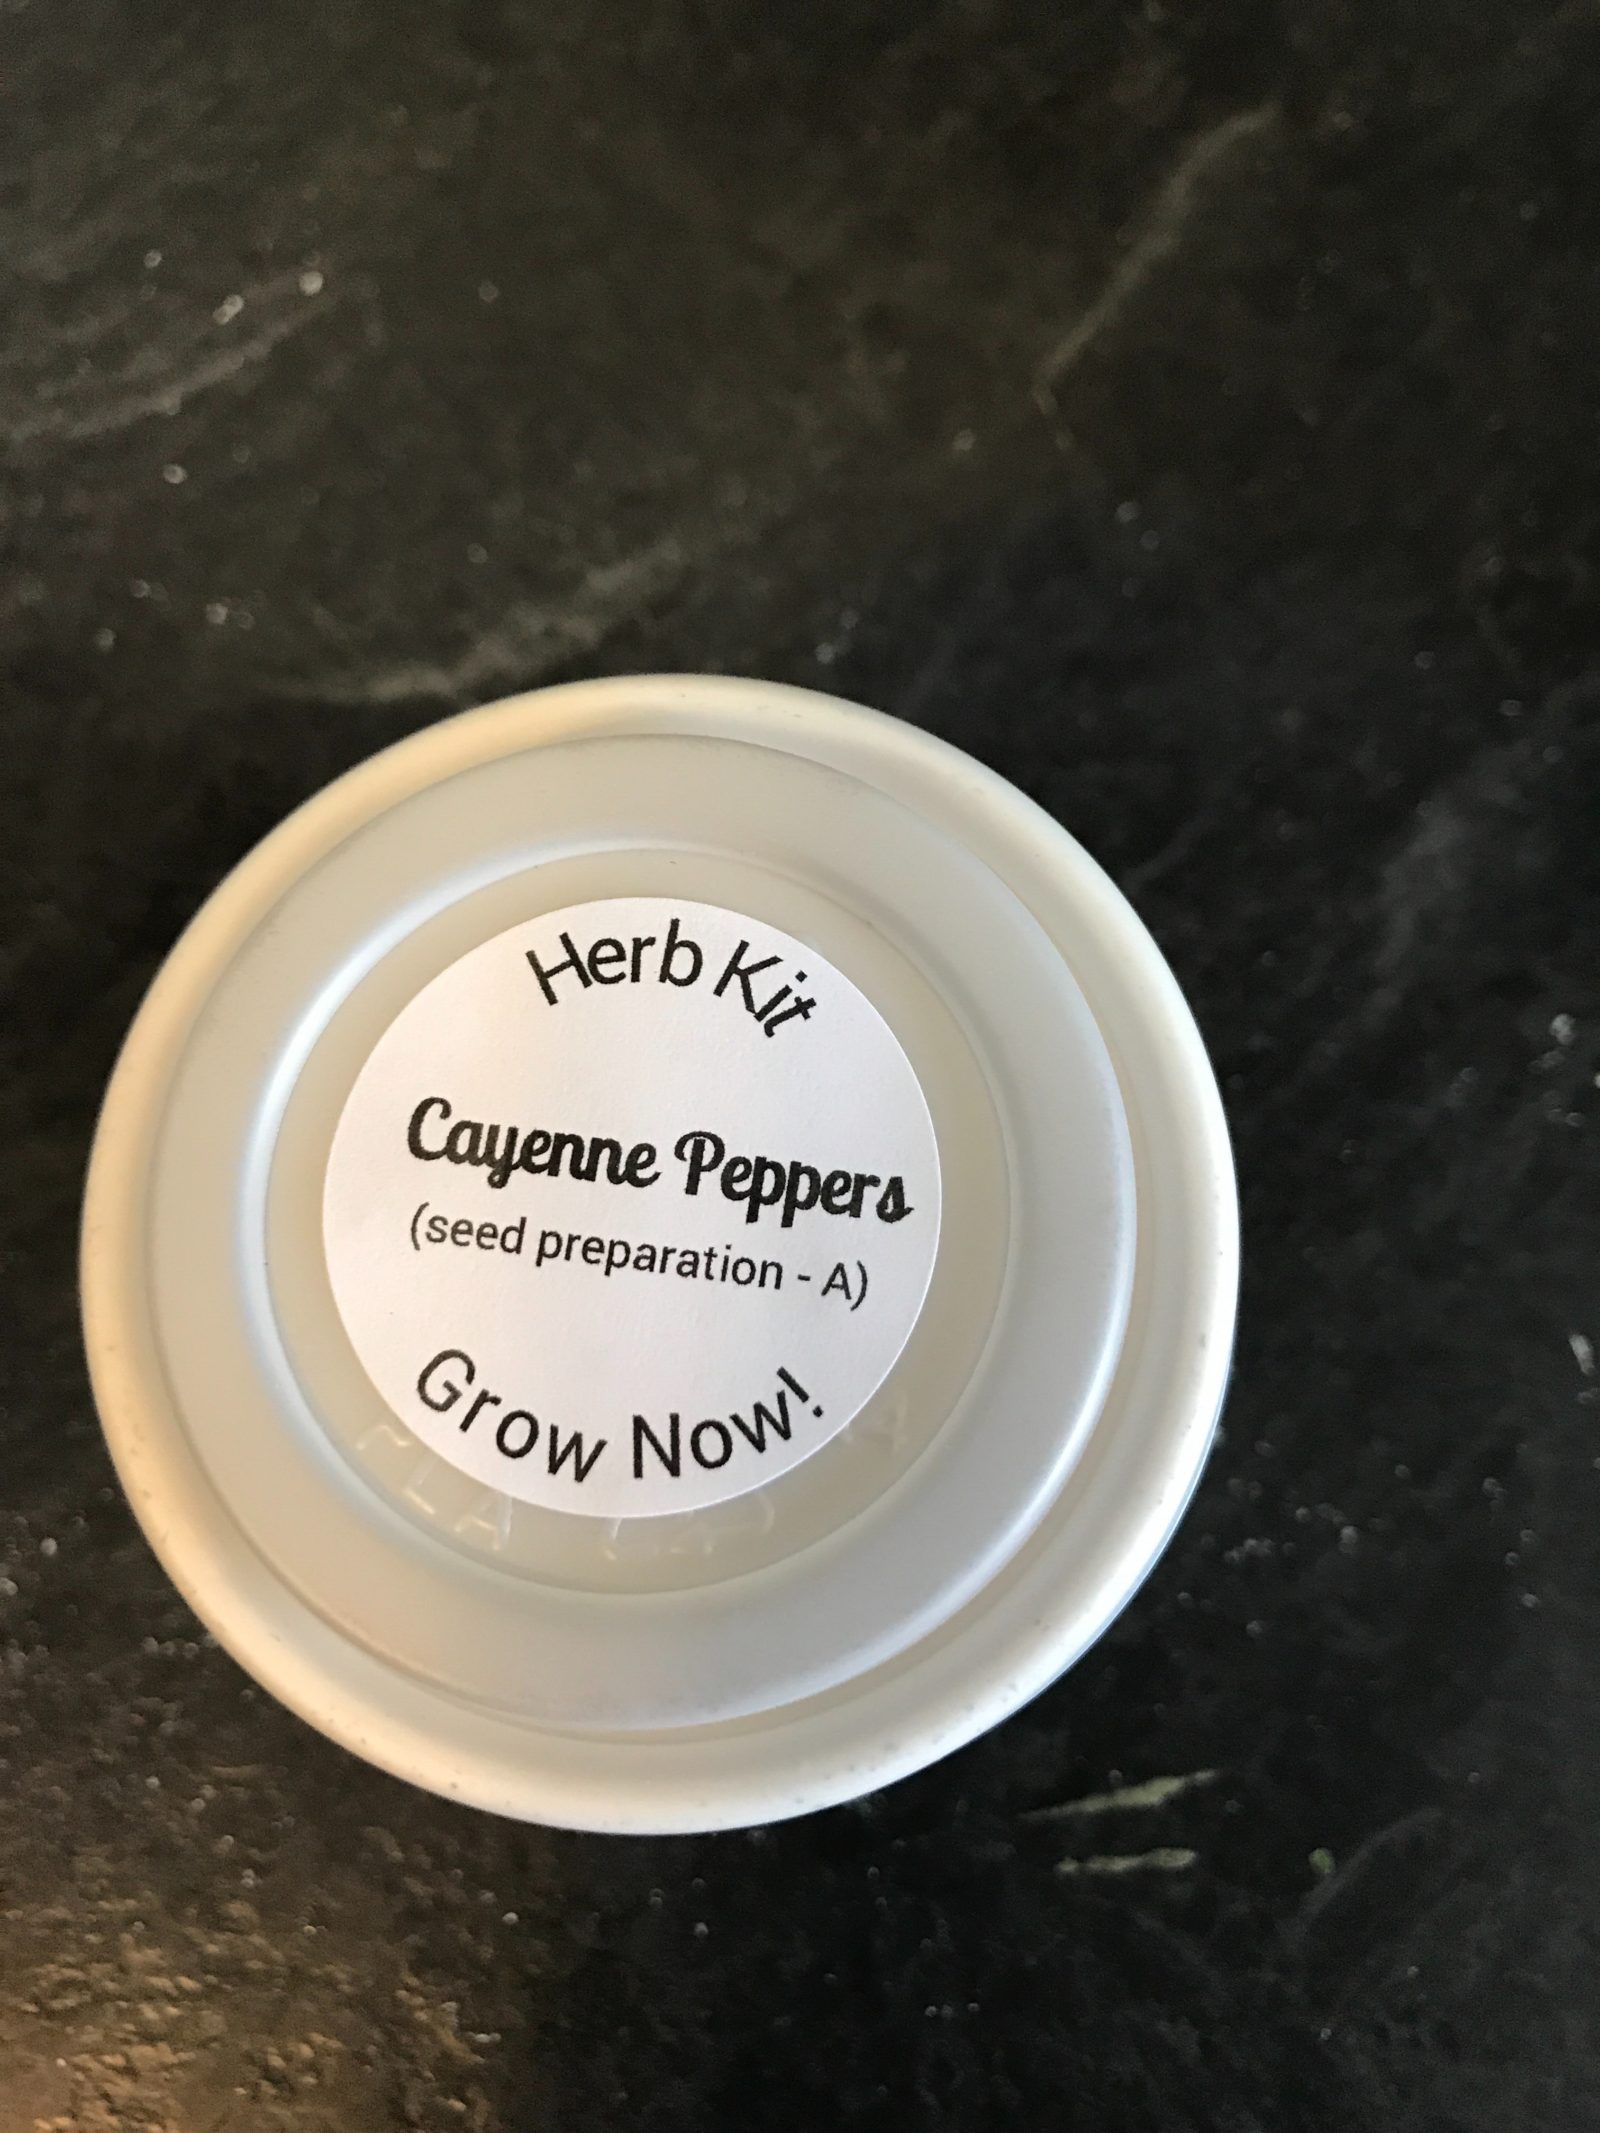 Herb Kit
Cayenne Peppers
(seed preparation - A)
Grow Now!